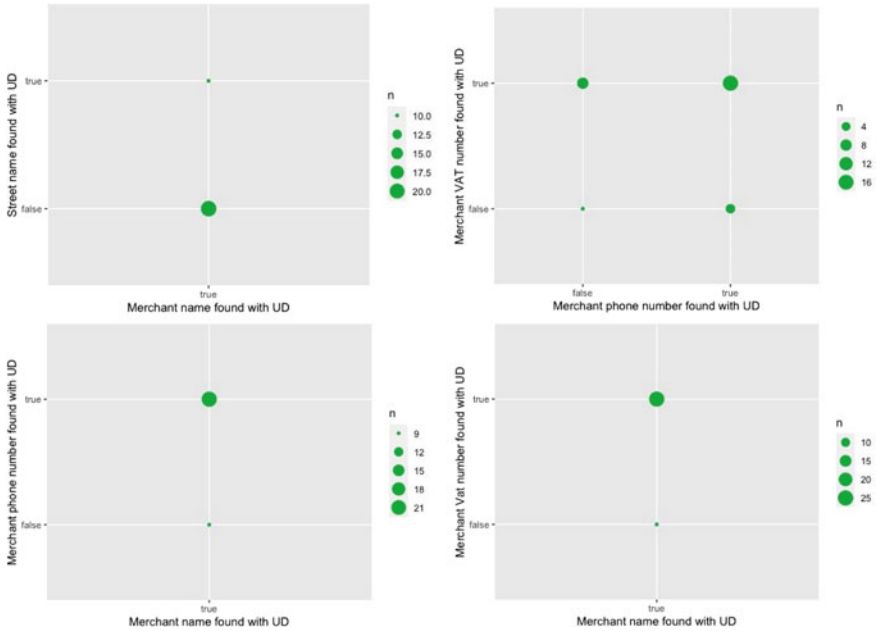 Street name found with UD
true
false
true
Merchant name found with UD
n
10.0
12.5
15.0
17.5
20.0
Merchant VAT number found with UD
true
false
false
true
Merchant phone number found with UD
n
4
8
12
16
Merchant phone number found with UD
true
false
true
Merchant name found with UD
n
9
12
15
18
21
Merchant Vat number found with UD
true
false
true
Merchant name found with UD
n
10
15
20
25